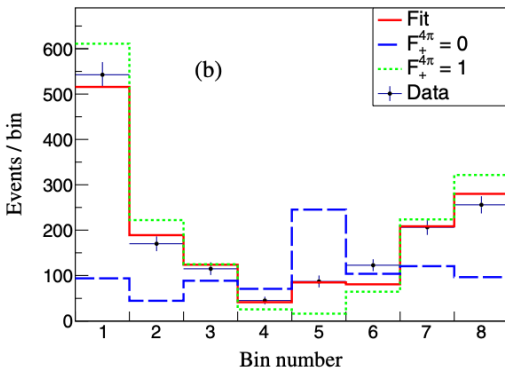 Events / bin
600
500
400
300
200
100
0
(b)
Fit
F₊⁴π = 0
F₊⁴π = 1
Data
1 2 3 4 5 6 7 8
Bin number